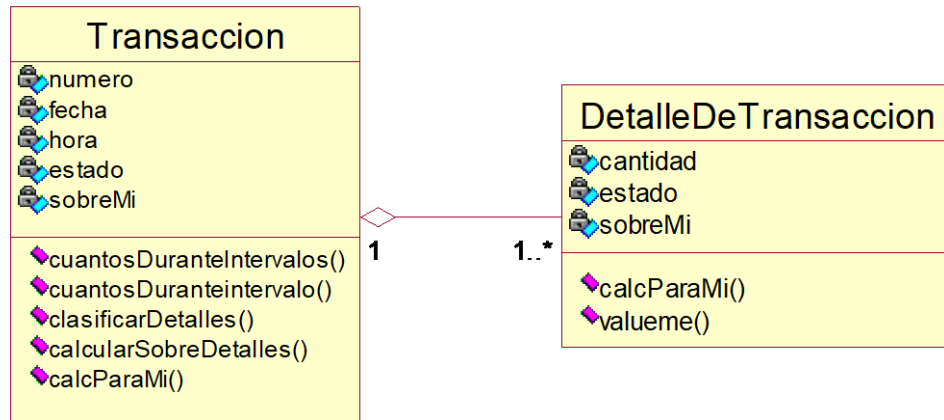 Transaccion
numero
fecha
hora
estado
sobreMi
cuantosDuranteIntervalos()
cuantosDuranteintervalo()
clasificarDetalles()
calcularSobreDetalles()
calcParaMi()
1
1..*
DetalleDeTransaccion
cantidad
estado
sobreMi
calcParaMi()
valueme()